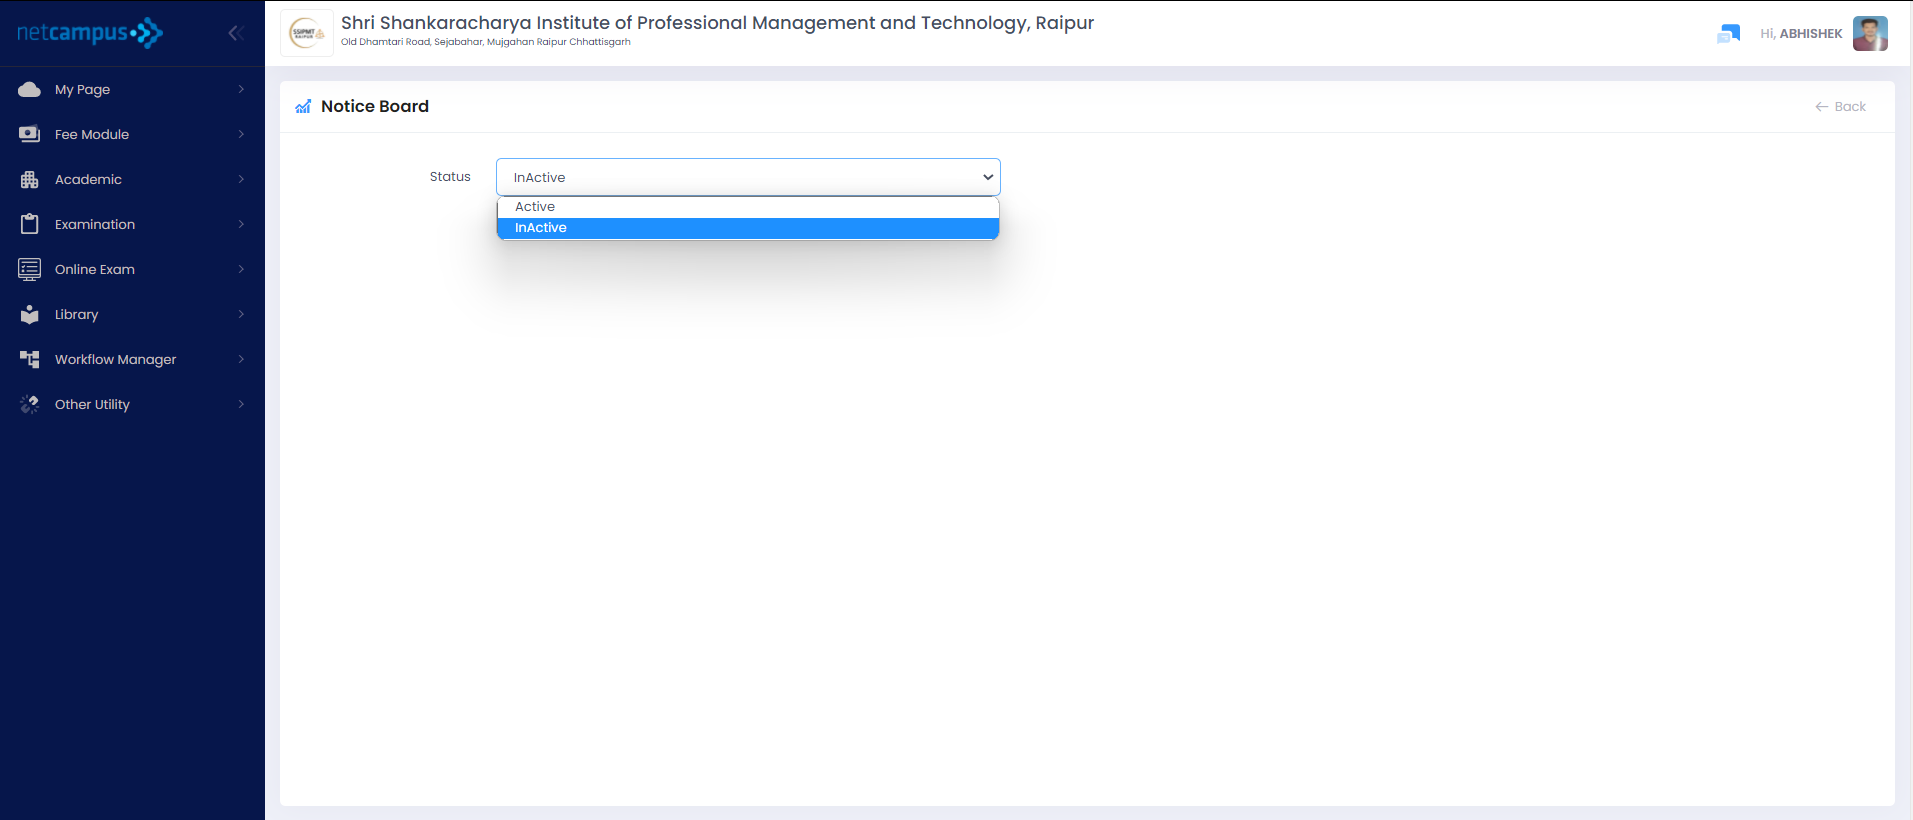 netcampus
SSIPMT
RAIPUR
Shri Shankaracharya Institute of Professional Management and Technology, Raipur
Old Dhamtari Road, Sejabahar, Mujgahan Raipur Chhattisgarh
Hi, ABHISHEK
My Page
Fee Module
Academic
Examination
Online Exam
Library
Workflow Manager
Other Utility
Notice Board
Back
Status
InActive
Active
InActive